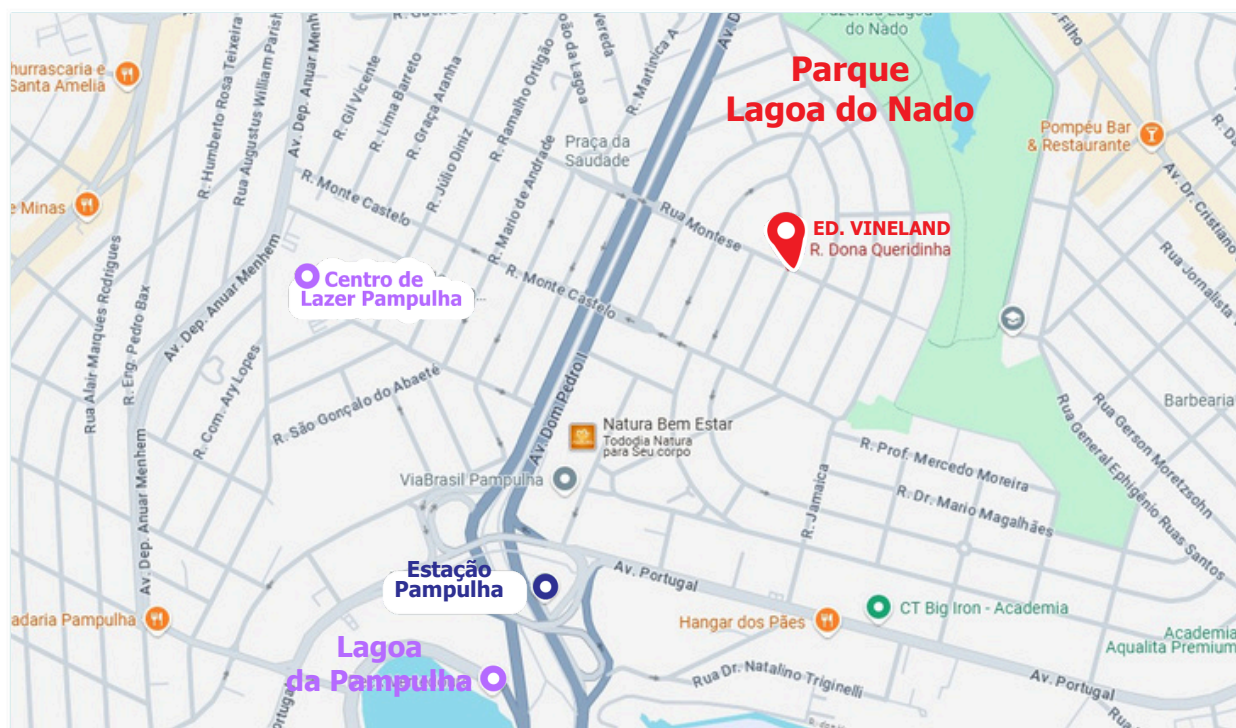 do Nado
Parque
Lagoa do Nado
hurrascaria e
Santa Amelia
R. Humberto Rosa Teixeira
Rua Augustus William Parish
Av. Dep. Anuar Menhem
R. Gil Vicente
R. Lima Barreto
R. Graça Aranha
R. Júlio Diniz
R. Ramalho Ortigão
R. Mario de Andrade
R. Martinica A
Praça da
Saudade
Filho
Pompéu Bar
& Restaurante
Av. Dr. Cristiano
e Minas
R. Monte Castelo
Rua Montese
ED. VINELAND
R. Dona Queridinha
Rua Jornalista
Centro de
Lazer Pampulha
R. Monte Castelo
Rua Alair Marques Rodrigues
R. Eng. Pedro Bax
Av. Dep. Anuar Menhem
R. Com. Ary Lopes
R. São Gonçalo do Abaeté
Av. Dom Pedro I
Natura Bem Estar
Tododia Natura
para Seu corpo
ViaBrasil Pampulha
Barbearia
Rua Gerson Moretzsohn
Rua General Ephigênio Ruas Santos
R. Prof. Mercedo Moreira
R. Dr. Mario Magalhães
R. Jamaica
Av. Dep. Anuar Menhem
Estação
Pampulha
Av. Portugal
adaria Pampulha
Hangar dos Pães
CT Big Iron - Academia
Academia
Aqualita Premium
Lagoa
da Pampulha
Rua Dr. Natalino Triginelli
Av. Portugal